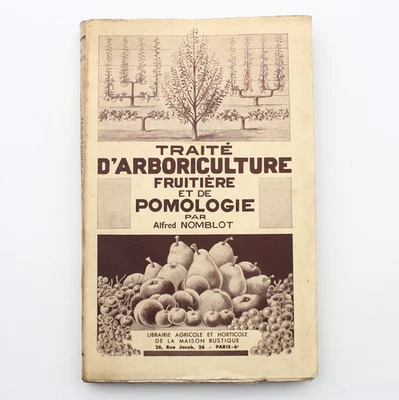 TRAITÉ
D'ARBORICULTURE
FRUITIÈRE
ET DE
POMOLOGIE
PAR
Alfred NOMBLOT
LIBRAIRIE AGRICOLE ET HORTICOLE
DE LA MAISON RUSTIQUE
26, Rue Jacob, 26 - PARIS-6e